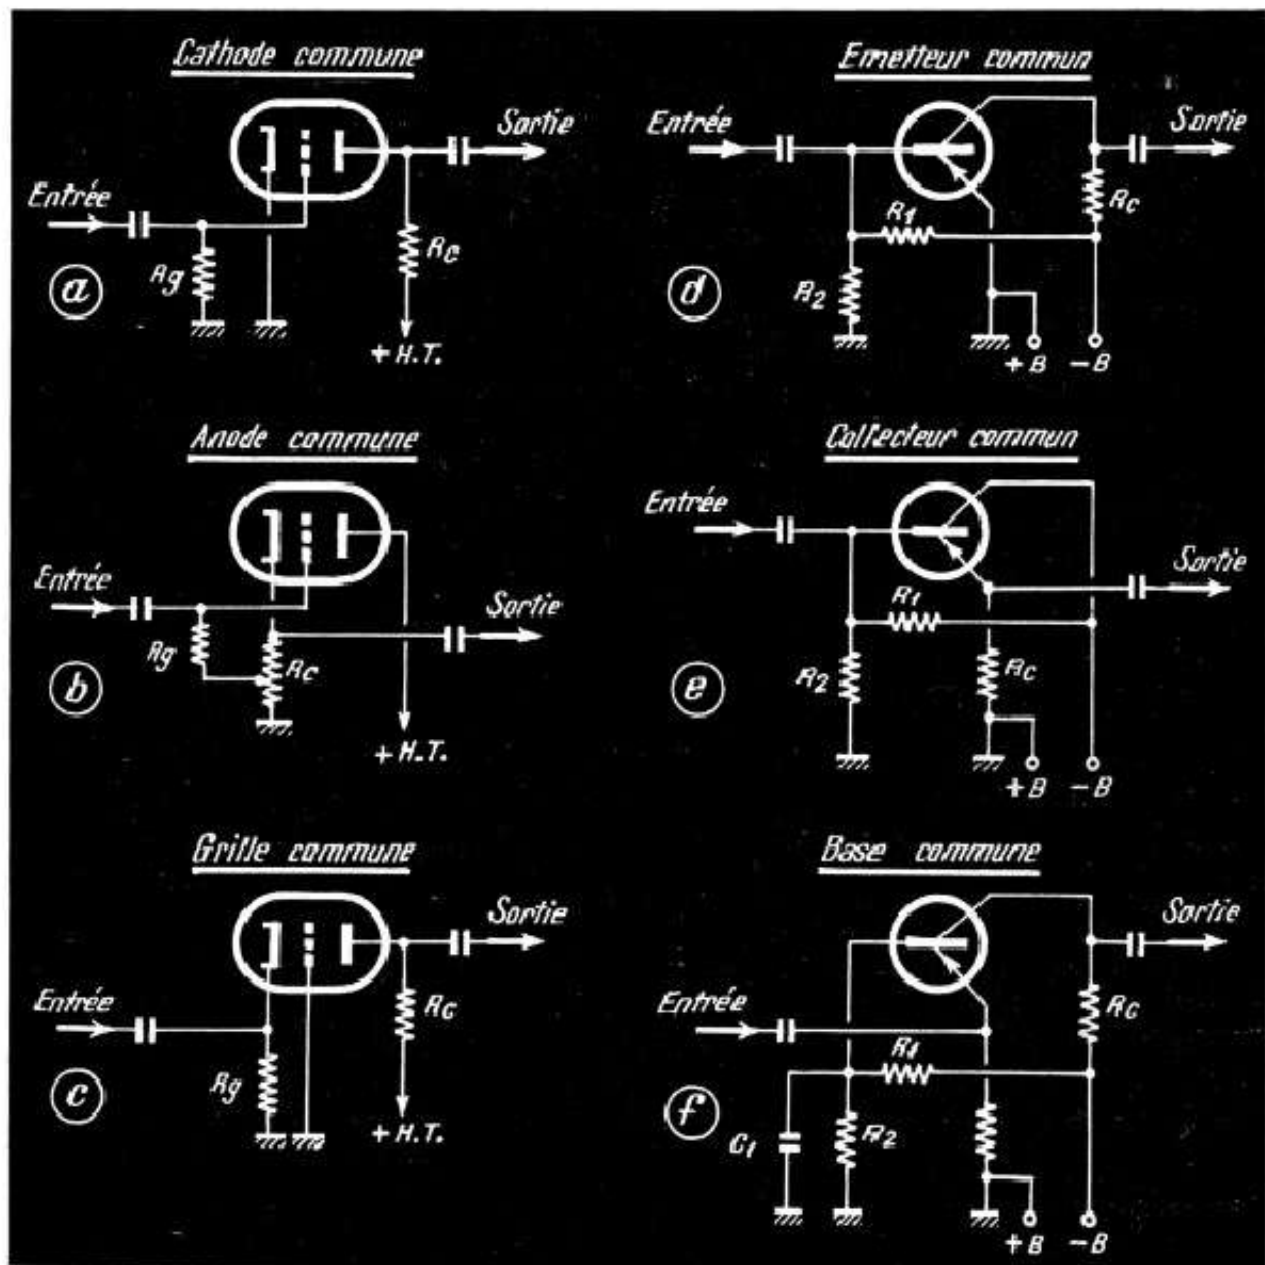 Cathode commune
Entrée
Sortie
Rg
Rc
+ H.T.
a
Emetteur commun
Entrée
Sortie
Rc
R1
R2
+B
-B
d
Anode commune
Entrée
Sortie
Rg
Rc
+ H.T.
b
Collecteur commun
Entrée
Sortie
R1
R2
Rc
+B
-B
e
Grille commune
Entrée
Sortie
Rc
Rg
+ H.T.
c
Base commune
Entrée
Sortie
Rc
R1
R2
C1
+B
-B
f